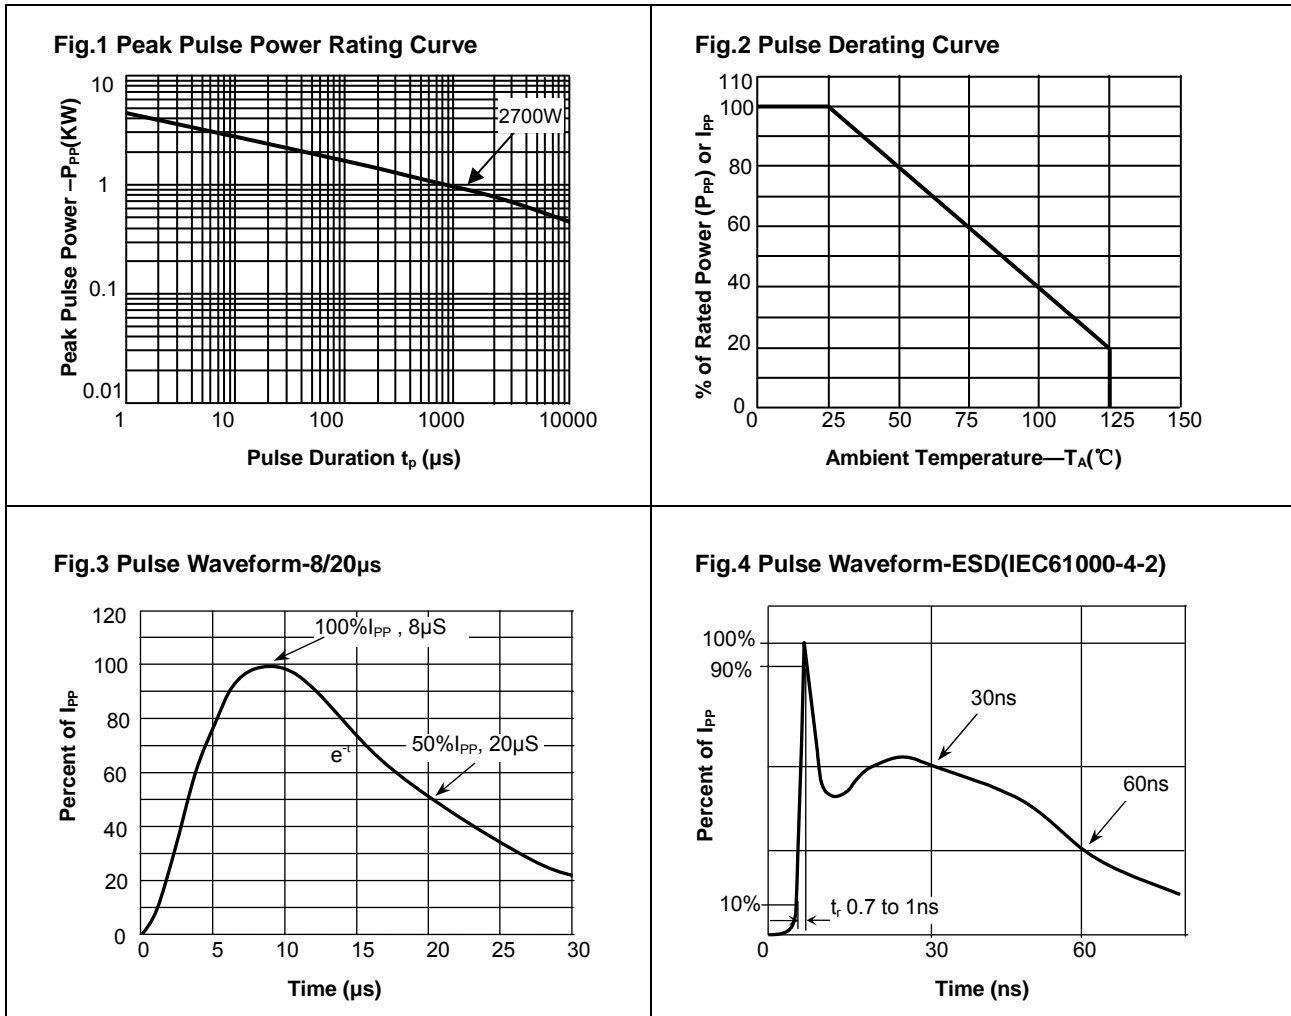 Fig.1 Peak Pulse Power Rating Curve
Peak Pulse Power –PPP(KW)
10
1
0.1
0.01
2700W
1 10 100 1000 10000
Pulse Duration tp (µs)
Fig.2 Pulse Derating Curve
% of Rated Power (PPP) or IPP
110
100
80
60
40
20
0
25 50 75 100 125 150
Ambient Temperature—TA(℃)
Fig.3 Pulse Waveform-8/20µs
Percent of IPP
120
100
80
60
40
20
0
100%IPP , 8µS
e-t
50%IPP, 20µS
0 5 10 15 20 25 30
Time (µs)
Fig.4 Pulse Waveform-ESD(IEC61000-4-2)
Percent of IPP
100%
90%
10%
30ns
60ns
tr 0.7 to 1ns
0 30 60
Time (ns)